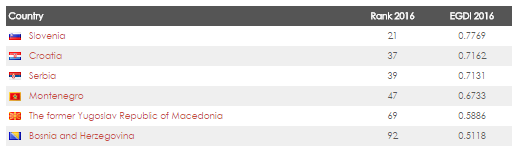 Country Rank 2016 EGDI 2016
Slovenia 21 0.7769
Croatia 37 0.7162
Serbia 39 0.7131
Montenegro 47 0.6733
The former Yugoslav Republic of Macedonia 69 0.5886
Bosnia and Herzegovina 92 0.5118